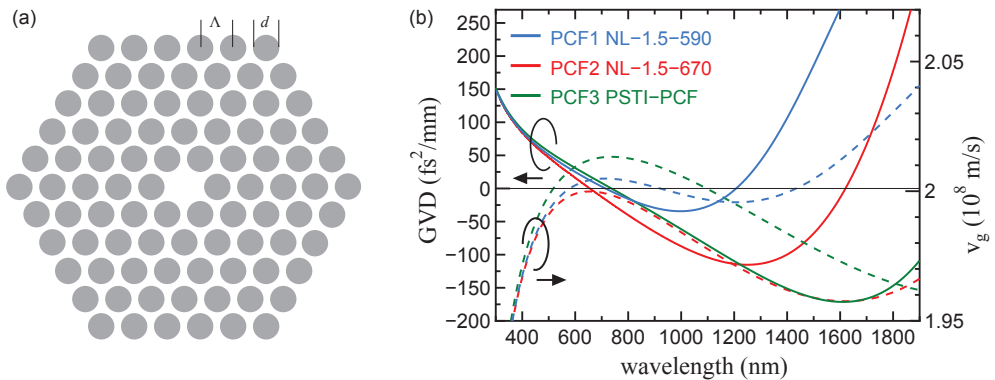 (a)
Λ
d
(b)
PCF1 NL−1.5−590
PCF2 NL−1.5−670
PCF3 PSTI−PCF
GVD (fs²/mm)
250
200
150
100
50
0
−50
−100
−150
−200
2.05
2
1.95
v_g (10⁸ m/s)
400 600 800 1000 1200 1400 1600 1800
wavelength (nm)